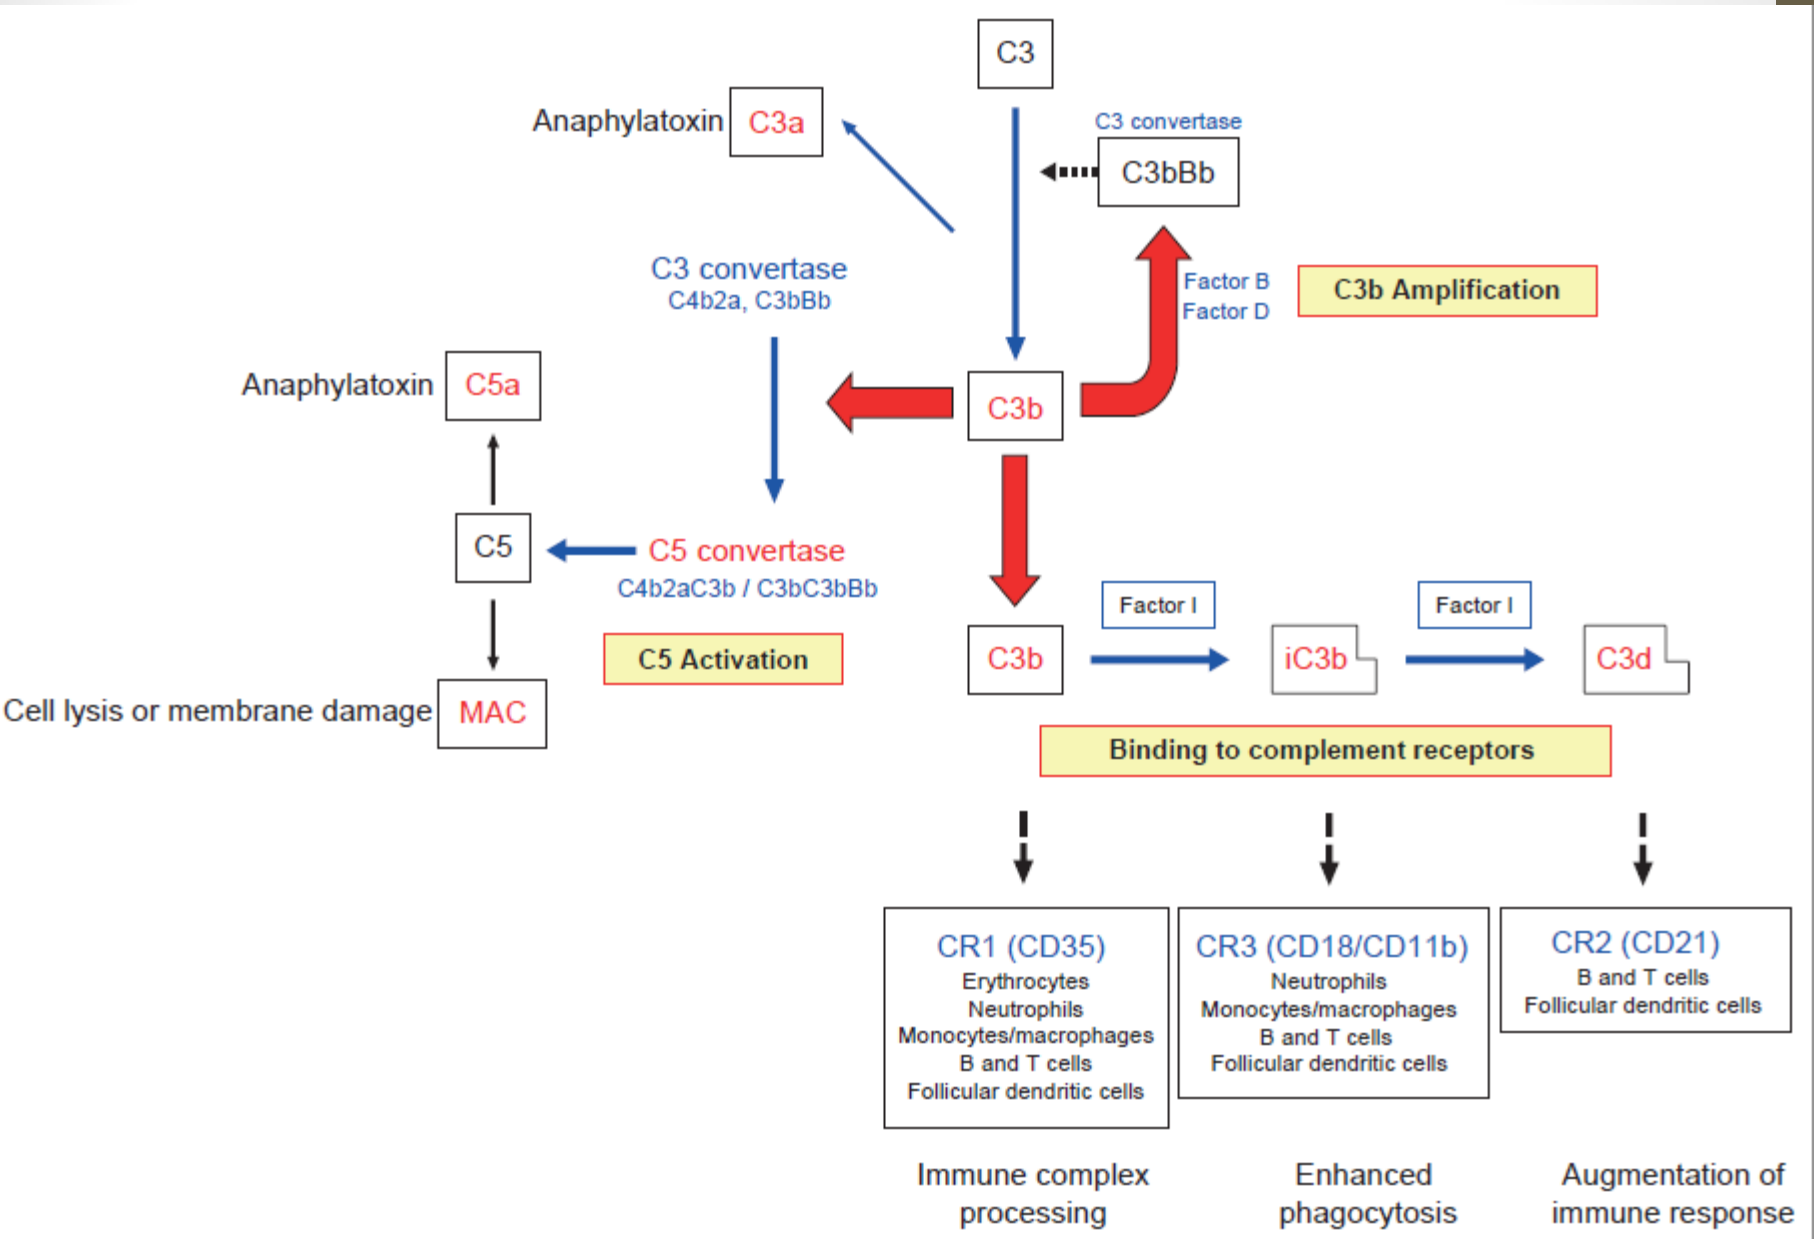 C3
Anaphylatoxin C3a
C3 convertase
C3bBb
C3 convertase
C4b2a, C3bBb
Factor B
Factor D
C3b Amplification
Anaphylatoxin C5a
C3b
C5
C5 convertase
C4b2aC3b / C3bC3bBb
C5 Activation
Cell lysis or membrane damage MAC
Factor I
Factor I
C3b
iC3b
C3d
Binding to complement receptors
CR1 (CD35)
Erythrocytes
Neutrophils
Monocytes/macrophages
B and T cells
Follicular dendritic cells
CR3 (CD18/CD11b)
Neutrophils
Monocytes/macrophages
B and T cells
Follicular dendritic cells
CR2 (CD21)
B and T cells
Follicular dendritic cells
Immune complex
processing
Enhanced
phagocytosis
Augmentation of
immune response